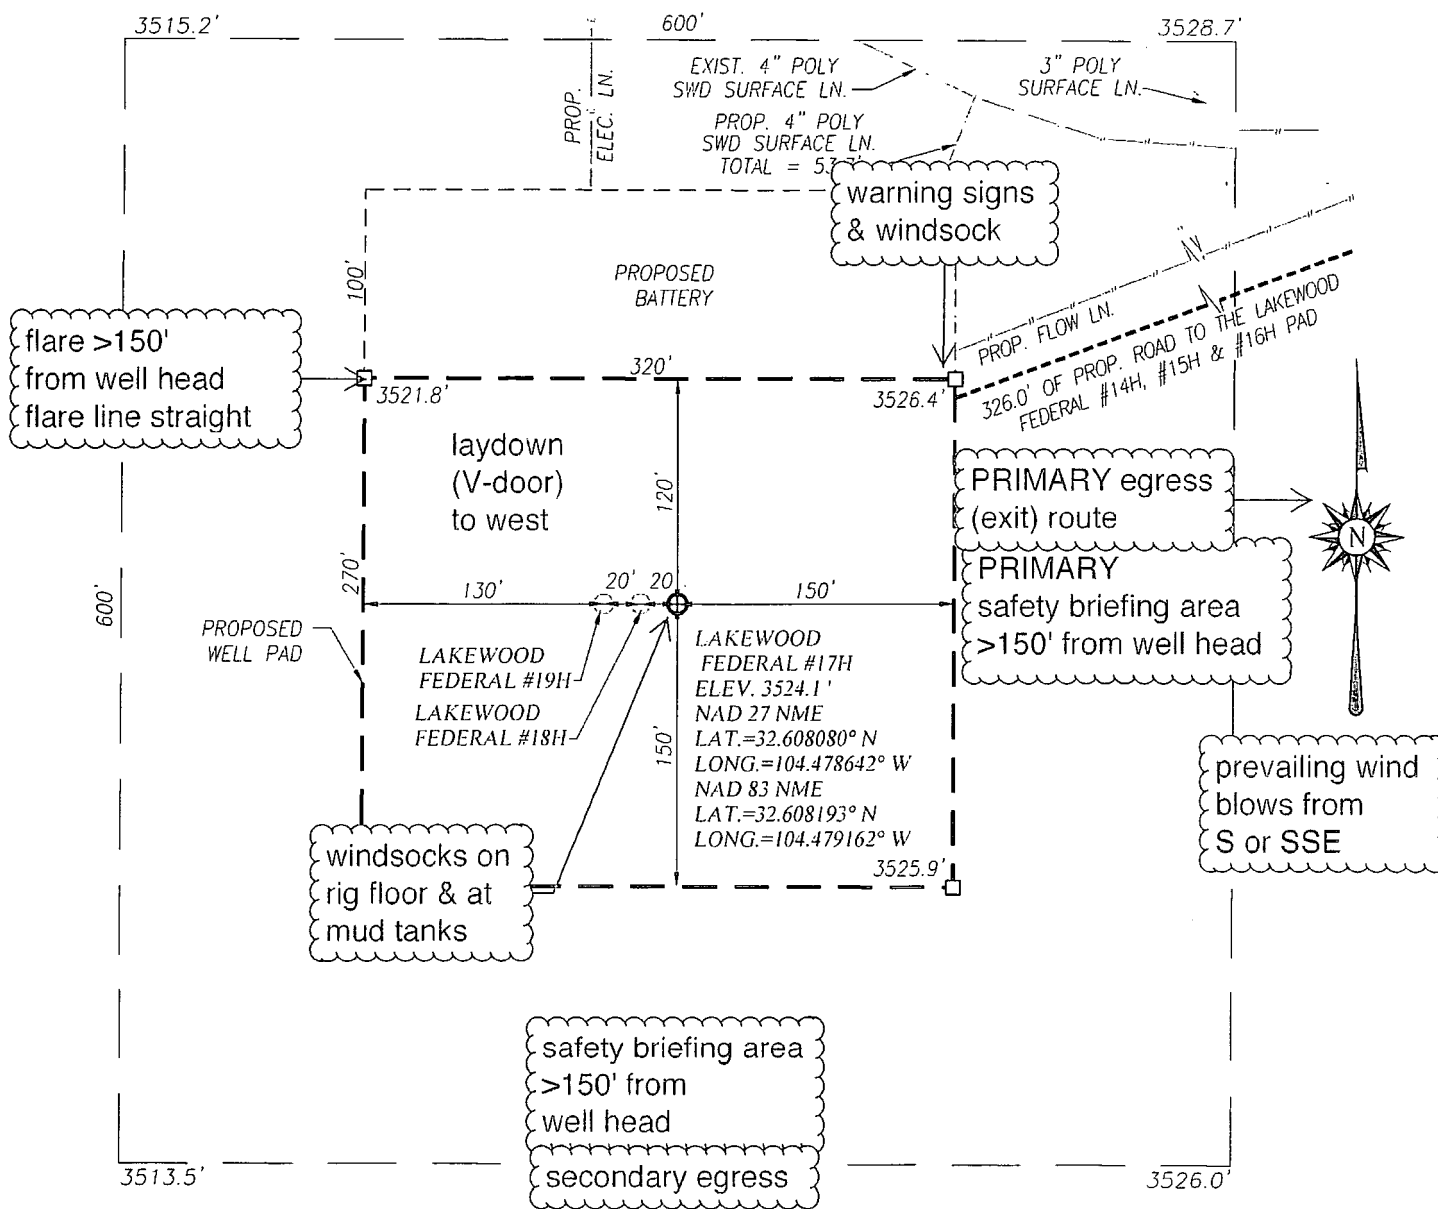 3515.2'
600'
3528.7'
EXIST. 4" POLY
SWD SURFACE LN.
3" POLY
SURFACE LN.
PROP.
ELEC. LN.
PROP. 4" POLY
SWD SURFACE LN.
TOTAL =
warning signs
& windsock
100'
PROPOSED
BATTERY
flare >150'
from well head
flare line straight
PROP. FLOW LN.
326.0' OF PROP. ROAD TO THE LAKEWOOD
FEDERAL #14H, #15H & #16H PAD
320'
3521.8'
3526.4'
laydown
(V-door)
to west
120'
PRIMARY egress
(exit) route
N
PRIMARY
safety briefing area
>150' from well head
600'
270'
130'
20'
20'
150'
PROPOSED
WELL PAD
LAKEWOOD
FEDERAL #19H
LAKEWOOD
FEDERAL #18H
150'
LAKEWOOD
FEDERAL #17H
ELEV. 3524.1'
NAD 27 NME
LAT.=32.608080° N
LONG.=104.478642° W
NAD 83 NME
LAT.=32.608193° N
LONG.=104.479162° W
3525.9'
prevailing wind
blows from
S or SSE
windsocks on
rig floor & at
mud tanks
safety briefing area
>150' from
well head
secondary egress
3513.5'
3526.0'